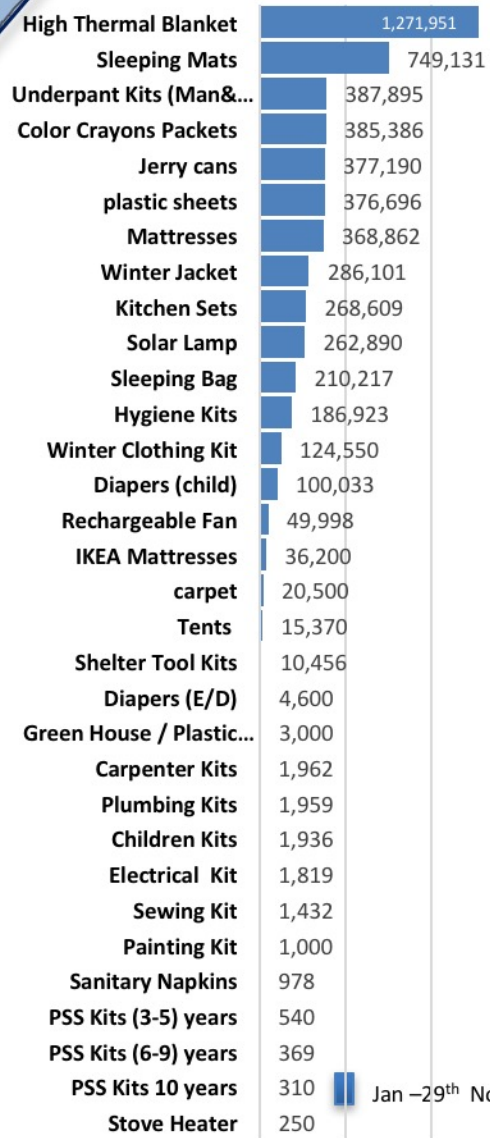 High Thermal Blanket 1,271,951
Sleeping Mats 749,131
Underpant Kits (Man&... 387,895
Color Crayons Packets 385,386
Jerry cans 377,190
plastic sheets 376,696
Mattresses 368,862
Winter Jacket 286,101
Kitchen Sets 268,609
Solar Lamp 262,890
Sleeping Bag 210,217
Hygiene Kits 186,923
Winter Clothing Kit 124,550
Diapers (child) 100,033
Rechargeable Fan 49,998
IKEA Mattresses 36,200
carpet 20,500
Tents 15,370
Shelter Tool Kits 10,456
Diapers (E/D) 4,600
Green House / Plastic... 3,000
Carpenter Kits 1,962
Plumbing Kits 1,959
Children Kits 1,936
Electrical Kit 1,819
Sewing Kit 1,432
Painting Kit 1,000
Sanitary Napkins 978
PSS Kits (3-5) years 540
PSS Kits (6-9) years 369
PSS Kits 10 years 310 Jan –29th No
Stove Heater 250